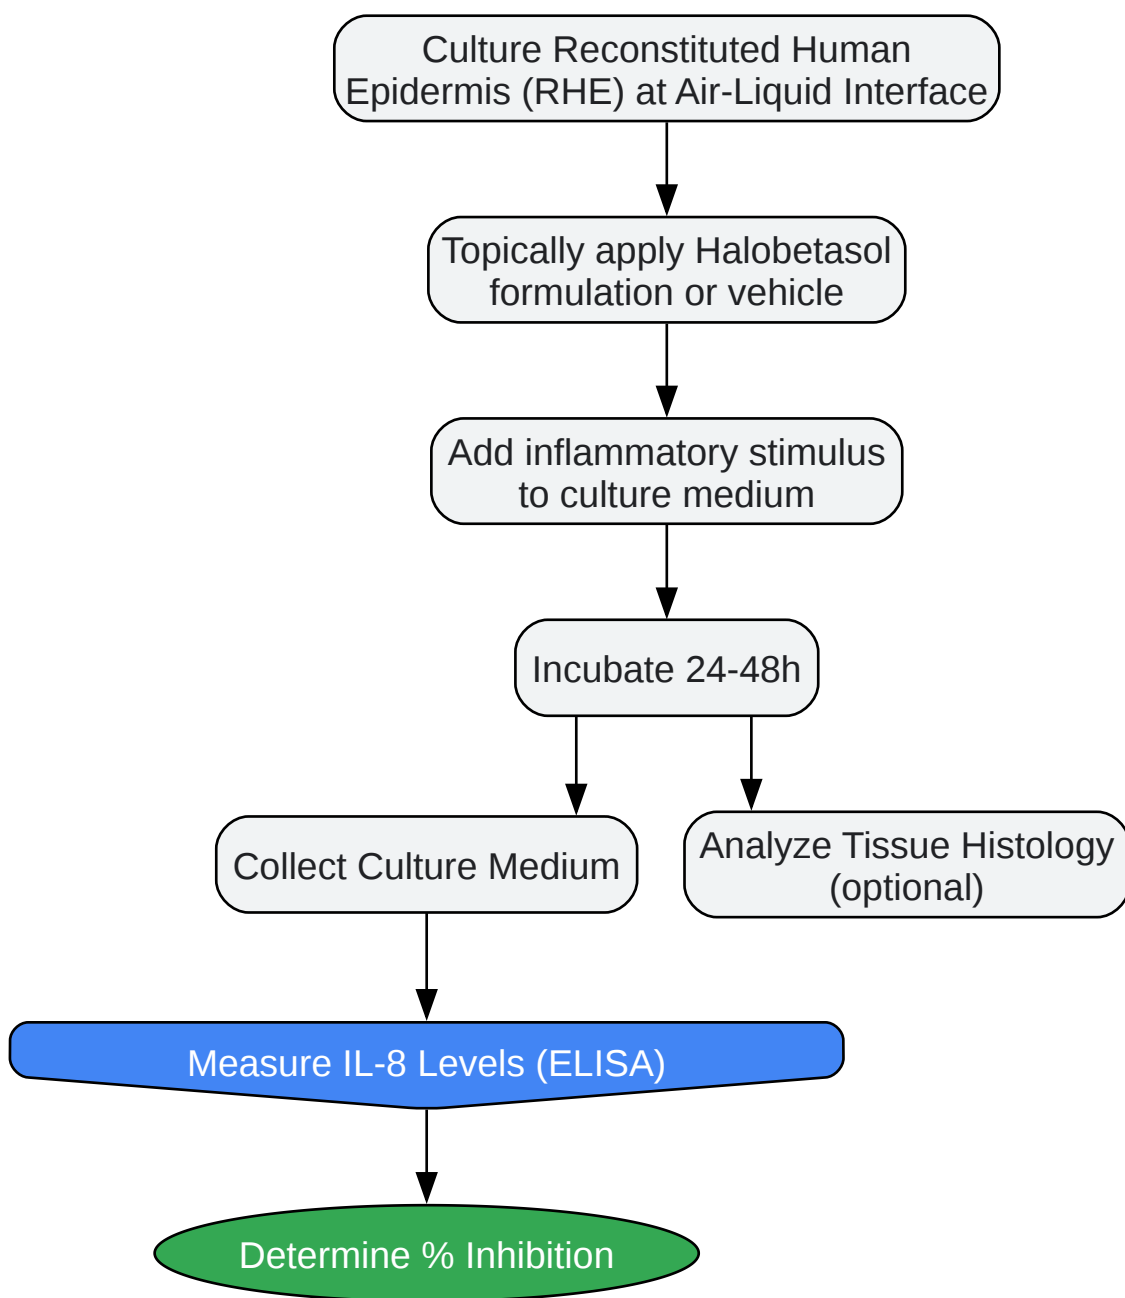 Culture Reconstituted Human
Epidermis (RHE) at Air-Liquid Interface
Topically apply Halobetasol
formulation or vehicle
Add inflammatory stimulus
to culture medium
Incubate 24-48h
Collect Culture Medium
Analyze Tissue Histology
(optional)
Measure IL-8 Levels (ELISA)
Determine % Inhibition